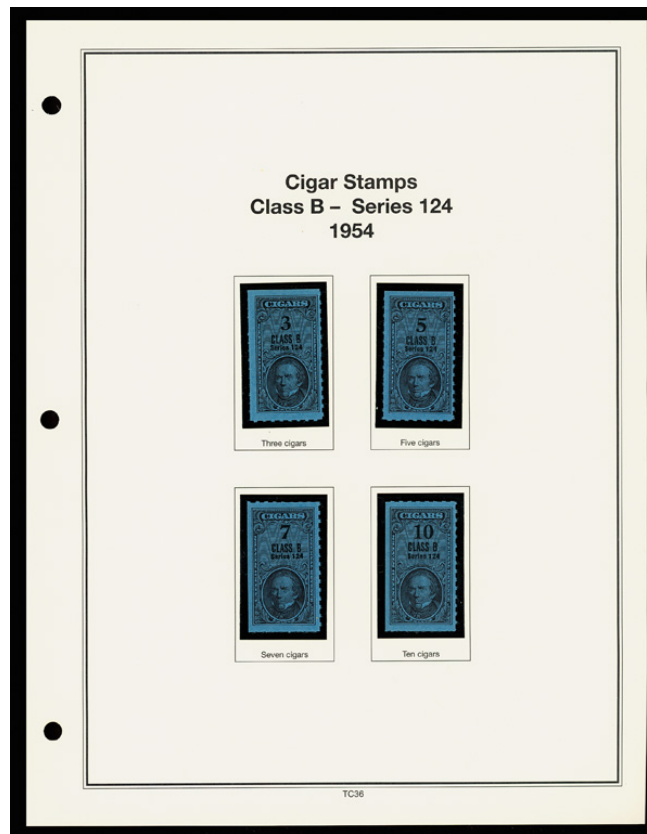 Cigar Stamps
Class B – Series 124
1954
CIGARS
3
CLASS B
Series 124
Three cigars
CIGARS
5
CLASS B
Series 124
Five cigars
CIGARS
7
CLASS B
Series 124
Seven cigars
CIGARS
10
CLASS B
Series 124
Ten cigars
TC36